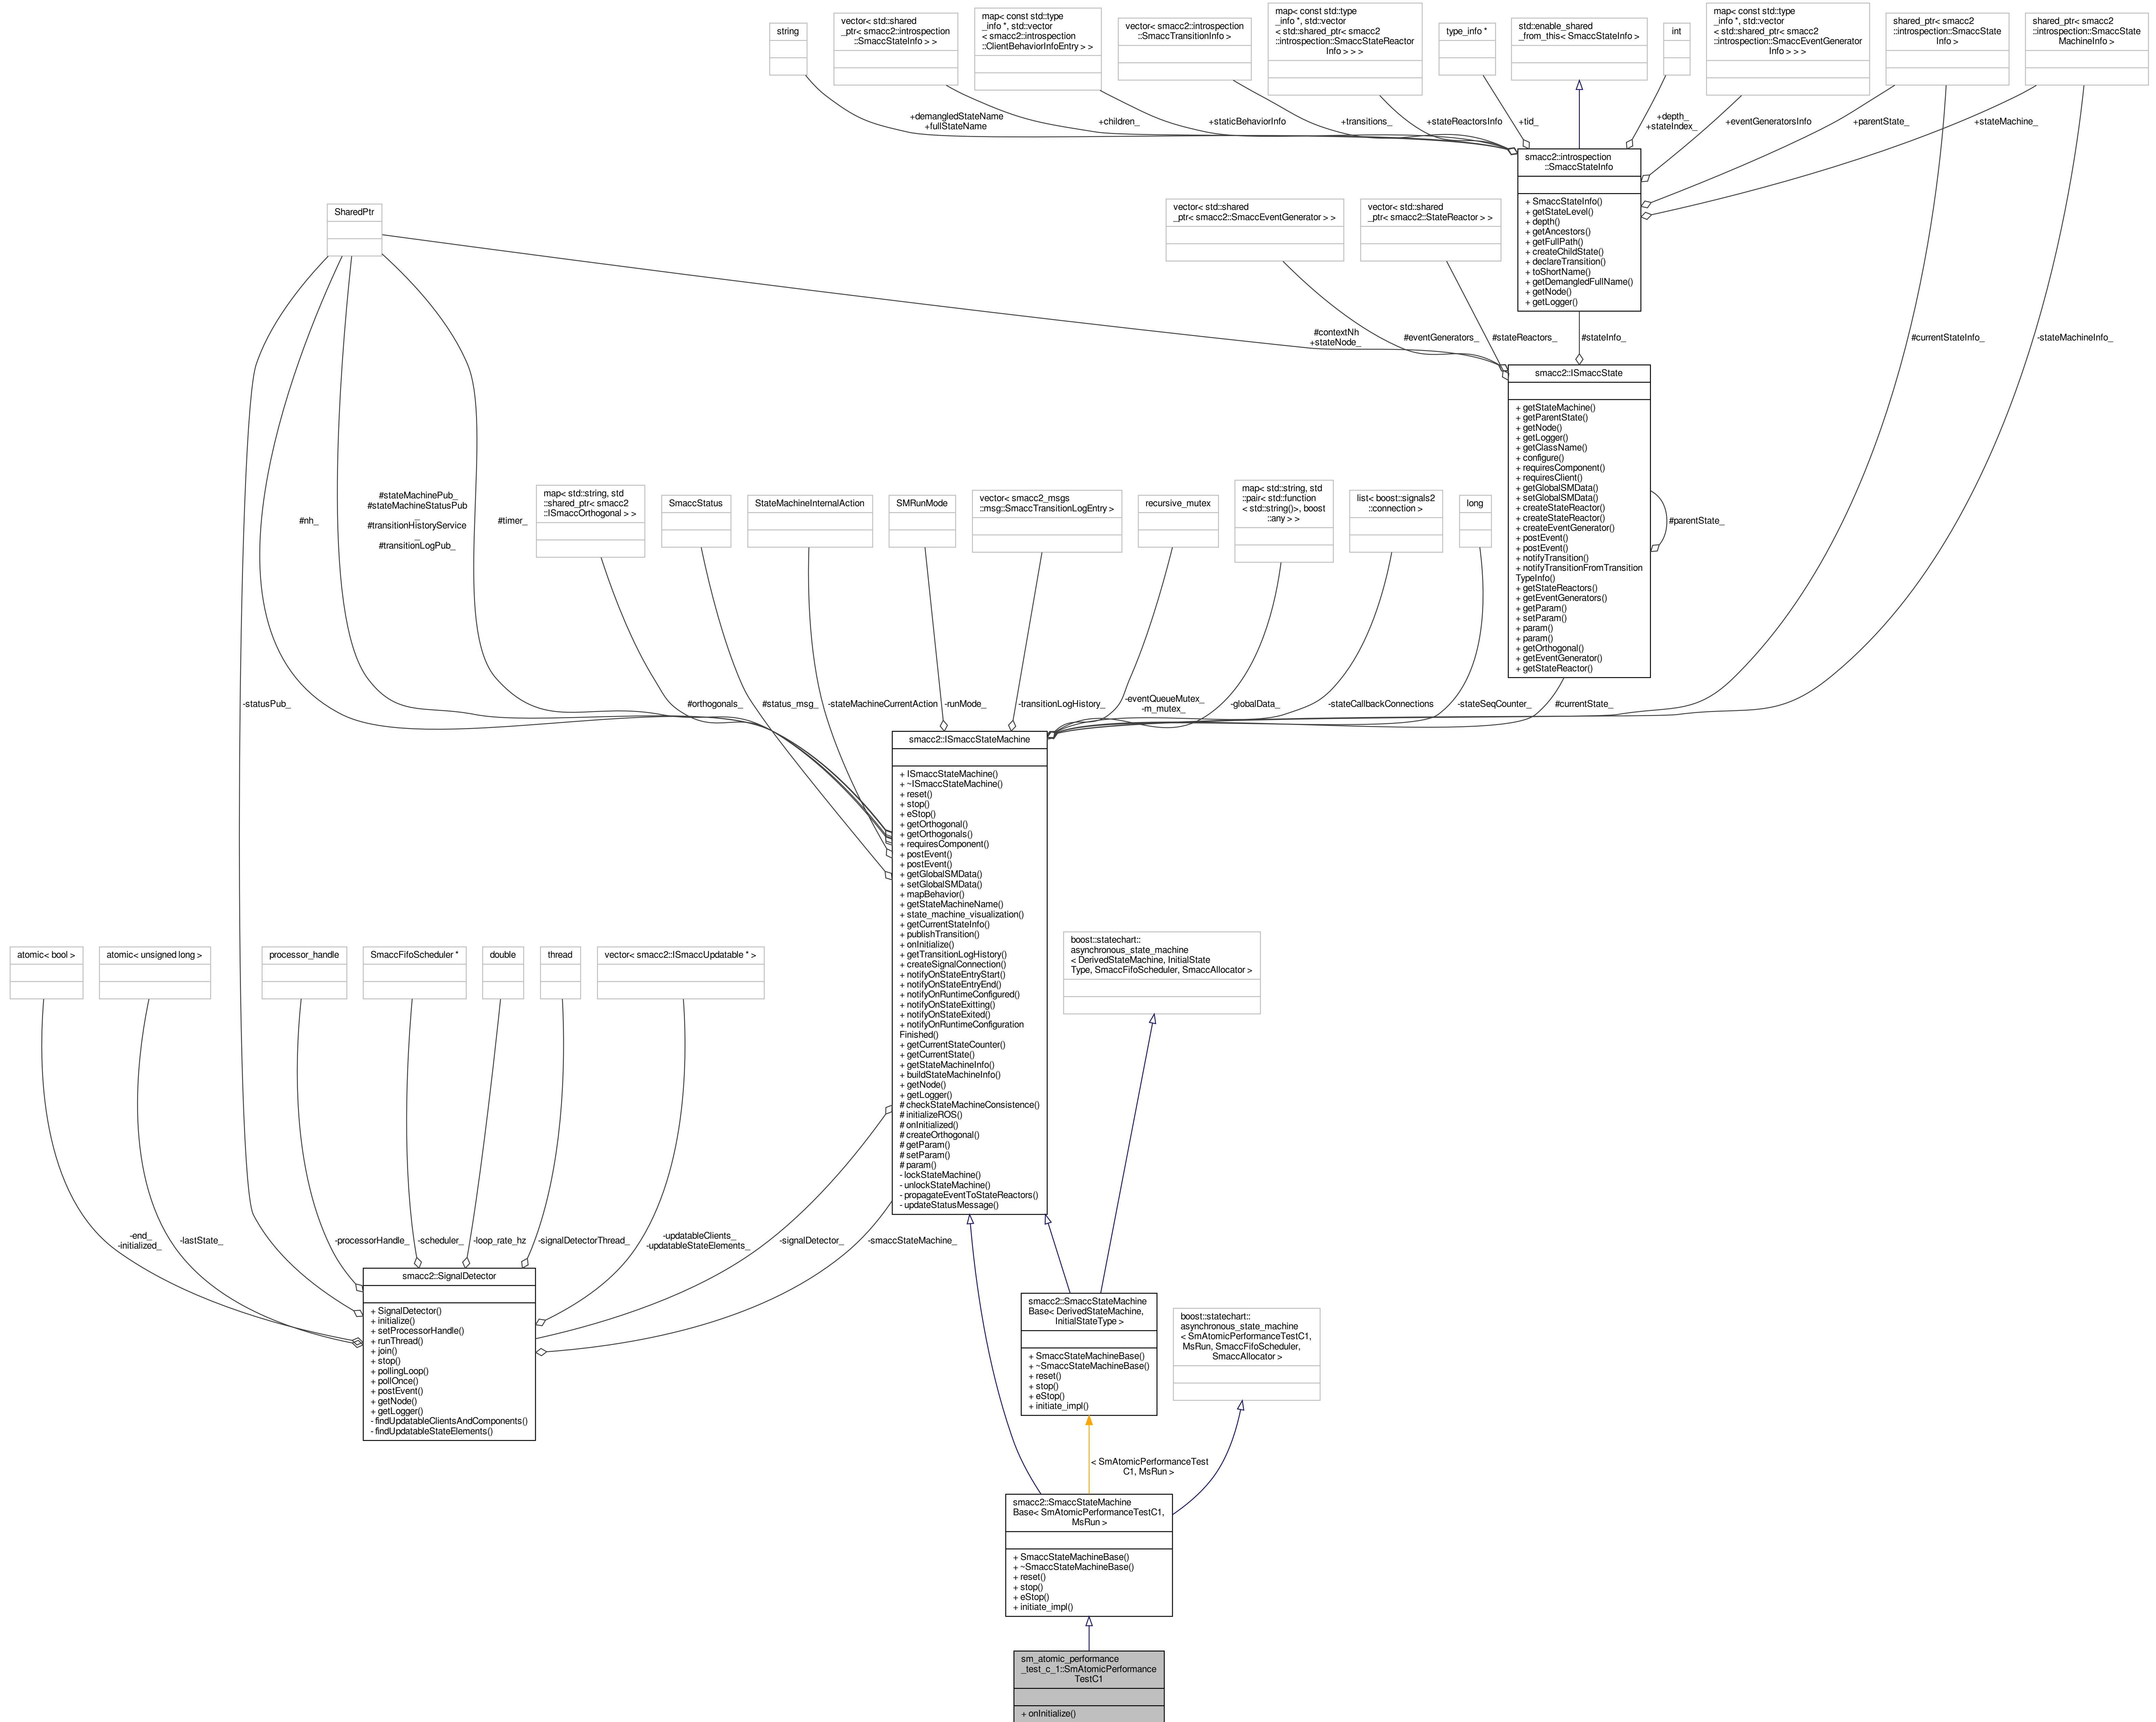 string
vector< std::shared
_ptr< smacc2::introspection
::SmaccStateInfo > >
map< const std::type
_info *, std::vector
< smacc2::introspection
::ClientBehaviorInfoEntry > >
vector< smacc2::introspection
::SmaccTransitionInfo >
map< const std::type
_info *, std::vector
< std::shared_ptr< smacc2
::introspection::SmaccStateReactor
Info > > >
type_info *
std::enable_shared
_from_this< SmaccStateInfo >
int
map< const std::type
_info *, std::vector
< std::shared_ptr< smacc2
::introspection::SmaccEventGenerator
Info > > >
shared_ptr< smacc2
::introspection::SmaccState
Info >
shared_ptr< smacc2
::introspection::SmaccState
MachineInfo >
+demangledStateName
+fullStateName
+children_
+staticBehaviorInfo
+transitions_
+stateReactorsInfo
+tid_
+depth_
+stateIndex_
+eventGeneratorsInfo
+parentState_
+stateMachine_
smacc2::introspection
::SmaccStateInfo
+ SmaccStateInfo()
+ getStateLevel()
+ depth()
+ getAncestors()
+ getFullPath()
+ createChildState()
+ declareTransition()
+ toShortName()
+ getDemangledFullName()
+ getNode()
+ getLogger()
SharedPtr
vector< std::shared
_ptr< smacc2::SmaccEventGenerator > >
vector< std::shared
_ptr< smacc2::StateReactor > >
#contextNh
+stateNode_
#eventGenerators_
#stateReactors_
#stateInfo_
#currentStateInfo_
-stateMachineInfo_
smacc2::ISmaccState
+ getStateMachine()
+ getParentState()
+ getNode()
+ getLogger()
+ getClassName()
+ configure()
+ requiresComponent()
+ requiresClient()
+ getGlobalSMData()
+ setGlobalSMData()
+ createStateReactor()
+ createStateReactor()
+ createEventGenerator()
+ postEvent()
+ postEvent()
+ notifyTransition()
+ notifyTransitionFromTransition
TypeInfo()
+ getStateReactors()
+ getEventGenerators()
+ getParam()
+ setParam()
+ param()
+ param()
+ getOrthogonal()
+ getEventGenerator()
+ getStateReactor()
#parentState_
#nh_
#stateMachinePub_
#stateMachineStatusPub
_
#transitionHistoryService
_
#transitionLogPub_
#timer_
map< std::string, std
::shared_ptr< smacc2
::ISmaccOrthogonal > >
SmaccStatus
StateMachineInternalAction
SMRunMode
vector< smacc2_msgs
::msg::SmaccTransitionLogEntry >
recursive_mutex
map< std::string, std
::pair< std::function
< std::string()>, boost
::any > >
list< boost::signals2
::connection >
long
-statusPub_
#orthogonals_
#status_msg_
-stateMachineCurrentAction
-runMode_
-transitionLogHistory_
-eventQueueMutex_
-m_mutex_
-globalData_
-stateCallbackConnections
-stateSeqCounter_
#currentState_
smacc2::ISmaccStateMachine
+ ISmaccStateMachine()
+ ~ISmaccStateMachine()
+ reset()
+ stop()
+ eStop()
+ getOrthogonal()
+ getOrthogonals()
+ requiresComponent()
+ postEvent()
+ postEvent()
+ getGlobalSMData()
+ setGlobalSMData()
+ mapBehavior()
+ getStateMachineName()
+ state_machine_visualization()
+ getCurrentStateInfo()
+ publishTransition()
+ onInitialize()
+ getTransitionLogHistory()
+ createSignalConnection()
+ notifyOnStateEntryStart()
+ notifyOnStateEntryEnd()
+ notifyOnRuntimeConfigured()
+ notifyOnStateExitting()
+ notifyOnStateExited()
+ notifyOnRuntimeConfiguration
Finished()
+ getCurrentStateCounter()
+ getCurrentState()
+ getStateMachineInfo()
+ buildStateMachineInfo()
+ getNode()
+ getLogger()
# checkStateMachineConsistence()
# initializeROS()
# onInitialized()
# createOrthogonal()
# getParam()
# setParam()
# param()
- lockStateMachine()
- unlockStateMachine()
- propagateEventToStateReactors()
- updateStatusMessage()
atomic< bool >
atomic< unsigned long >
processor_handle
SmaccFifoScheduler *
double
thread
vector< smacc2::ISmaccUpdatable * >
boost::statechart::
asynchronous_state_machine
< DerivedStateMachine, InitialState
Type, SmaccFifoScheduler, SmaccAllocator >
-end_
-initialized_
-lastState_
-processorHandle_
-scheduler_
-loop_rate_hz
-signalDetectorThread_
-updatableClients_
-updatableStateElements_
-signalDetector_
-smaccStateMachine_
smacc2::SignalDetector
+ SignalDetector()
+ initialize()
+ setProcessorHandle()
+ runThread()
+ join()
+ stop()
+ pollingLoop()
+ pollOnce()
+ postEvent()
+ getNode()
+ getLogger()
- findUpdatableClientsAndComponents()
- findUpdatableStateElements()
smacc2::SmaccStateMachine
Base< DerivedStateMachine,
InitialStateType >
+ SmaccStateMachineBase()
+ ~SmaccStateMachineBase()
+ reset()
+ stop()
+ eStop()
+ initiate_impl()
boost::statechart::
asynchronous_state_machine
< SmAtomicPerformanceTestC1,
MsRun, SmaccFifoScheduler,
SmaccAllocator >
< SmAtomicPerformanceTest
C1, MsRun >
smacc2::SmaccStateMachine
Base< SmAtomicPerformanceTestC1,
MsRun >
+ SmaccStateMachineBase()
+ ~SmaccStateMachineBase()
+ reset()
+ stop()
+ eStop()
+ initiate_impl()
sm_atomic_performance
_test_c_1::SmAtomicPerformance
TestC1
+ onInitialize()